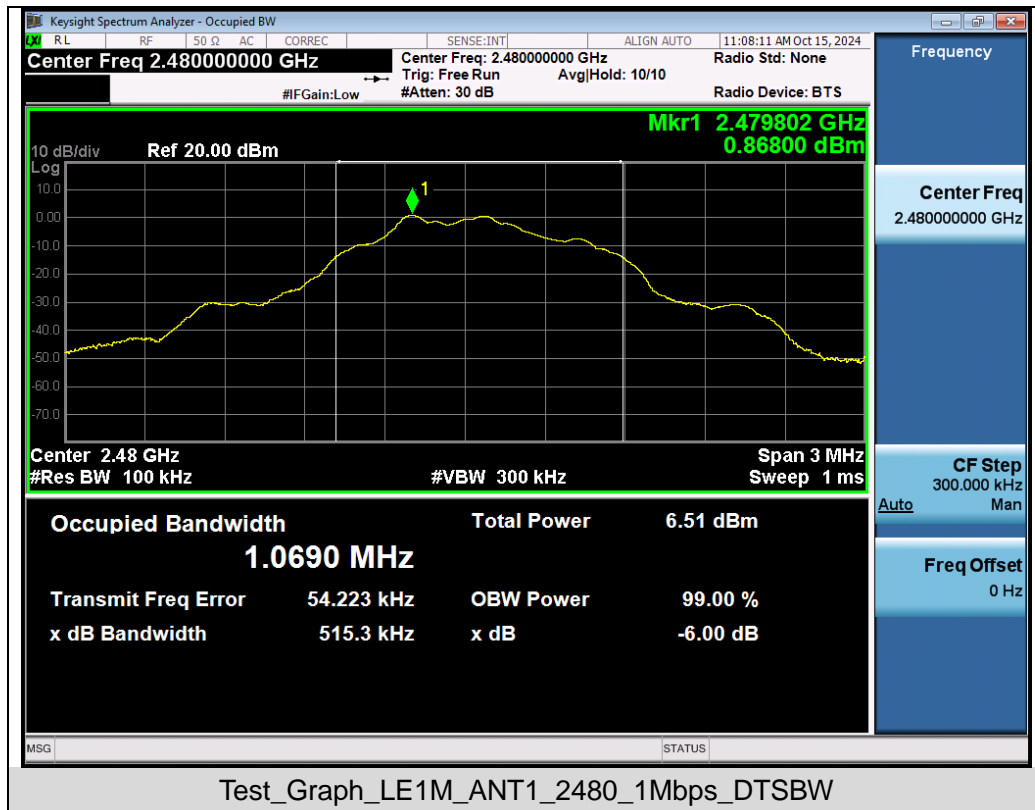 Keysight Spectrum Analyzer - Occupied BW
LXI RL RF 50 Ω AC CORREC SENSE:INT ALIGN AUTO 11:08:11 AM Oct 15, 2024
Center Freq 2.480000000 GHz
Center Freq: 2.480000000 GHz Radio Std: None
Trig: Free Run Avg|Hold: 10/10
#IFGain:Low #Atten: 30 dB Radio Device: BTS
Frequency
Mkr1 2.479802 GHz
0.86800 dBm
10 dB/div Ref 20.00 dBm
Log
10.0
0.00
-10.0
-20.0
-30.0
-40.0
-50.0
-60.0
-70.0
1
Center 2.48 GHz Span 3 MHz
#Res BW 100 kHz #VBW 300 kHz Sweep 1 ms
Center Freq
2.480000000 GHz
CF Step
300.000 kHz
Auto Man
Freq Offset
0 Hz
Occupied Bandwidth Total Power 6.51 dBm
1.0690 MHz
Transmit Freq Error 54.223 kHz OBW Power 99.00 %
x dB Bandwidth 515.3 kHz x dB -6.00 dB
MSG STATUS
Test_Graph_LE1M_ANT1_2480_1Mbps_DTSBW